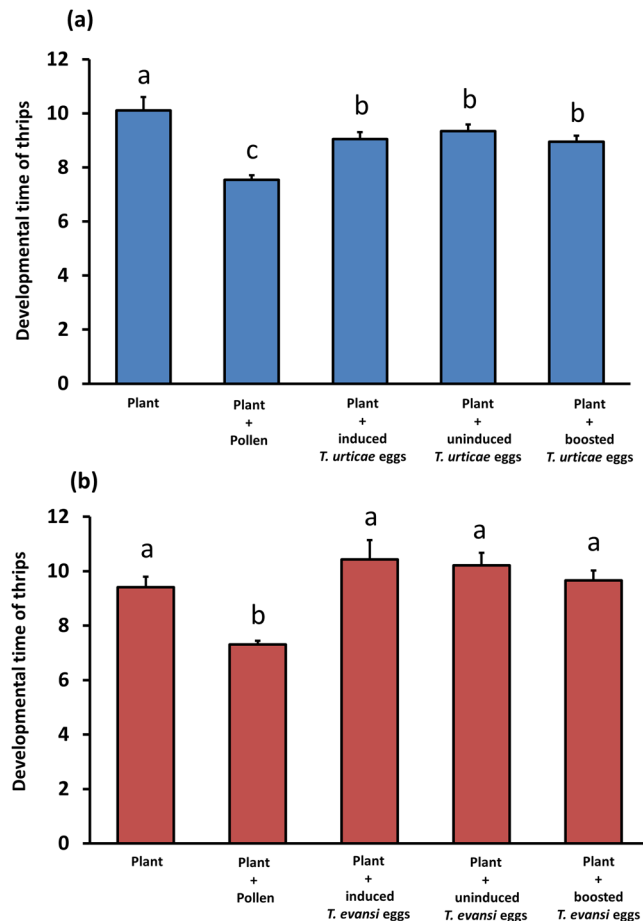 (a)
Developmental time of thrips
12
10
8
6
4
2
0
a
c
b
b
b
Plant
Plant
+
Pollen
Plant
+
induced
T. urticae eggs
Plant
+
uninduced
T. urticae eggs
Plant
+
boosted
T. urticae eggs
(b)
Developmental time of thrips
12
10
8
6
4
2
0
a
b
a
a
a
Plant
Plant
+
Pollen
Plant
+
induced
T. evansi eggs
Plant
+
uninduced
T. evansi eggs
Plant
+
boosted
T. evansi eggs